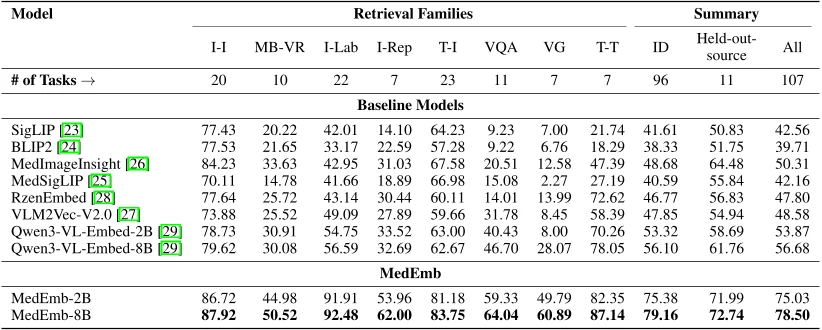 Model Retrieval Families Summary
I-I MB-VR I-Lab I-Rep T-I VQA VG T-T ID Held-out-source All
# of Tasks → 20 10 22 7 23 11 7 7 96 11 107
Baseline Models
SigLIP [23] 77.43 20.22 42.01 14.10 64.23 9.23 7.00 21.74 41.61 50.83 42.56
BLIP2 [24] 77.53 21.65 33.17 22.59 57.28 9.22 6.76 18.29 38.33 51.75 39.71
MedImageInsight [26] 84.23 33.63 42.95 31.03 67.58 20.51 12.58 47.39 48.68 64.48 50.31
MedSigLIP [25] 70.11 14.78 41.66 18.89 66.98 15.08 2.27 27.19 40.59 55.84 42.16
RzenEmbed [28] 77.64 25.72 43.14 30.44 60.11 14.01 13.99 72.62 46.77 56.83 47.80
VLM2Vec-V2.0 [27] 73.88 25.52 49.09 27.89 59.66 31.78 8.45 58.39 47.85 54.94 48.58
Qwen3-VL-Embed-2B [29] 78.73 30.91 54.75 33.52 63.00 40.43 8.00 70.26 53.32 58.69 53.87
Qwen3-VL-Embed-8B [29] 79.62 30.08 56.59 32.69 62.67 46.70 28.07 78.05 56.10 61.76 56.68
MedEmb
MedEmb-2B 86.72 44.98 91.91 53.96 81.18 59.33 49.79 82.35 75.38 71.99 75.03
MedEmb-8B 87.92 50.52 92.48 62.00 83.75 64.04 60.89 87.14 79.16 72.74 78.50